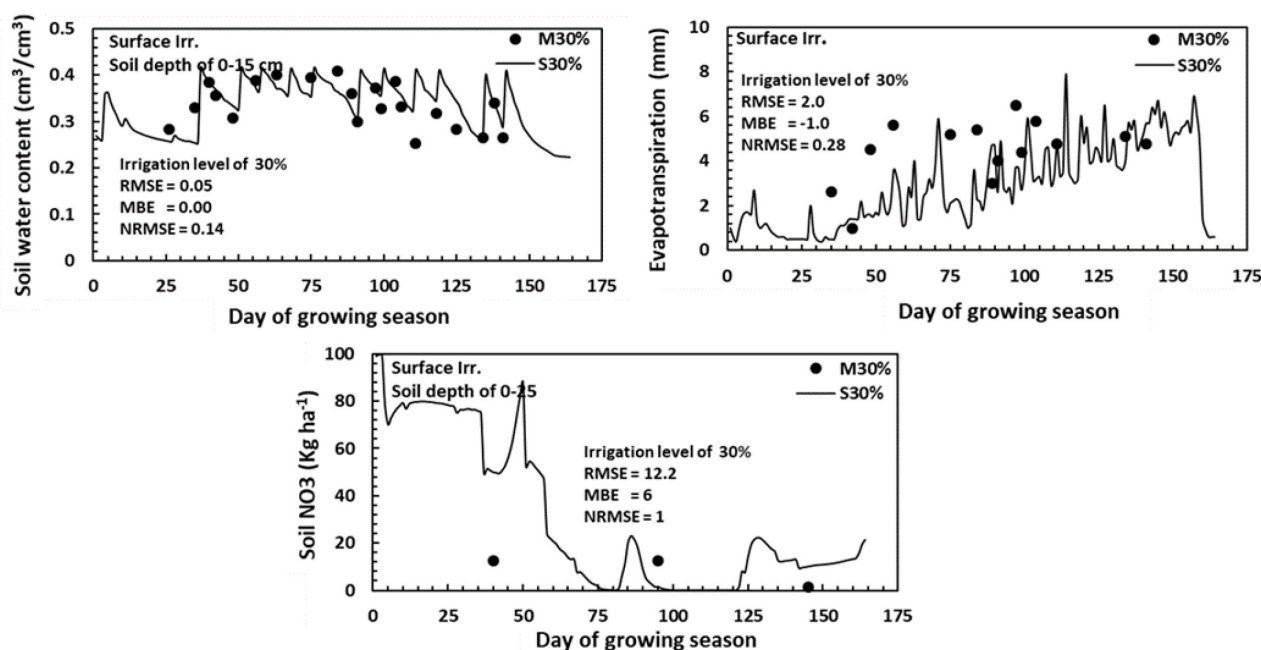 0.5
0.4
0.3
0.2
0.1
0
Soil water content (cm³/cm³)
Surface Irr.
Soil depth of 0-15 cm
M30%
S30%
Irrigation level of 30%
RMSE = 0.05
MBE = 0.00
NRMSE = 0.14
0 25 50 75 100 125 150 175
Day of growing season
10
8
6
4
2
0
Evapotranspiration (mm)
Surface Irr.
M30%
S30%
Irrigation level of 30%
RMSE = 2.0
MBE = -1.0
NRMSE = 0.28
0 25 50 75 100 125 150 175
Day of growing season
100
80
60
40
20
0
Soil NO3 (Kg ha⁻¹)
Surface Irr.
Soil depth of 0-25
M30%
S30%
Irrigation level of 30%
RMSE = 12.2
MBE = 6
NRMSE = 1
0 25 50 75 100 125 150 175
Day of growing season